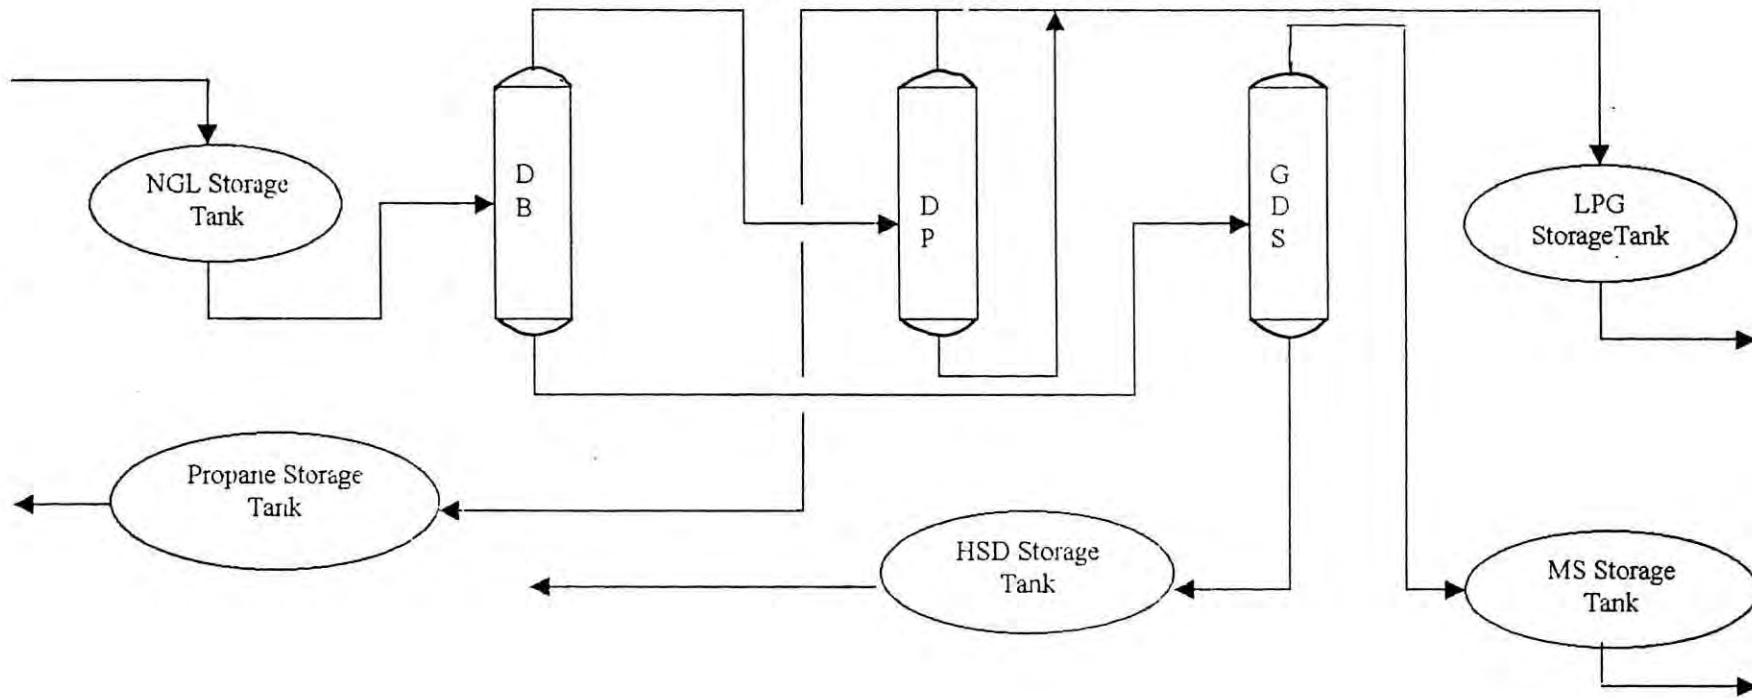 NGL Storage
Tank
D
B
D
P
G
D
S
LPG
StorageTank
Propane Storage
Tank
HSD Storage
Tank
MS Storage
Tank